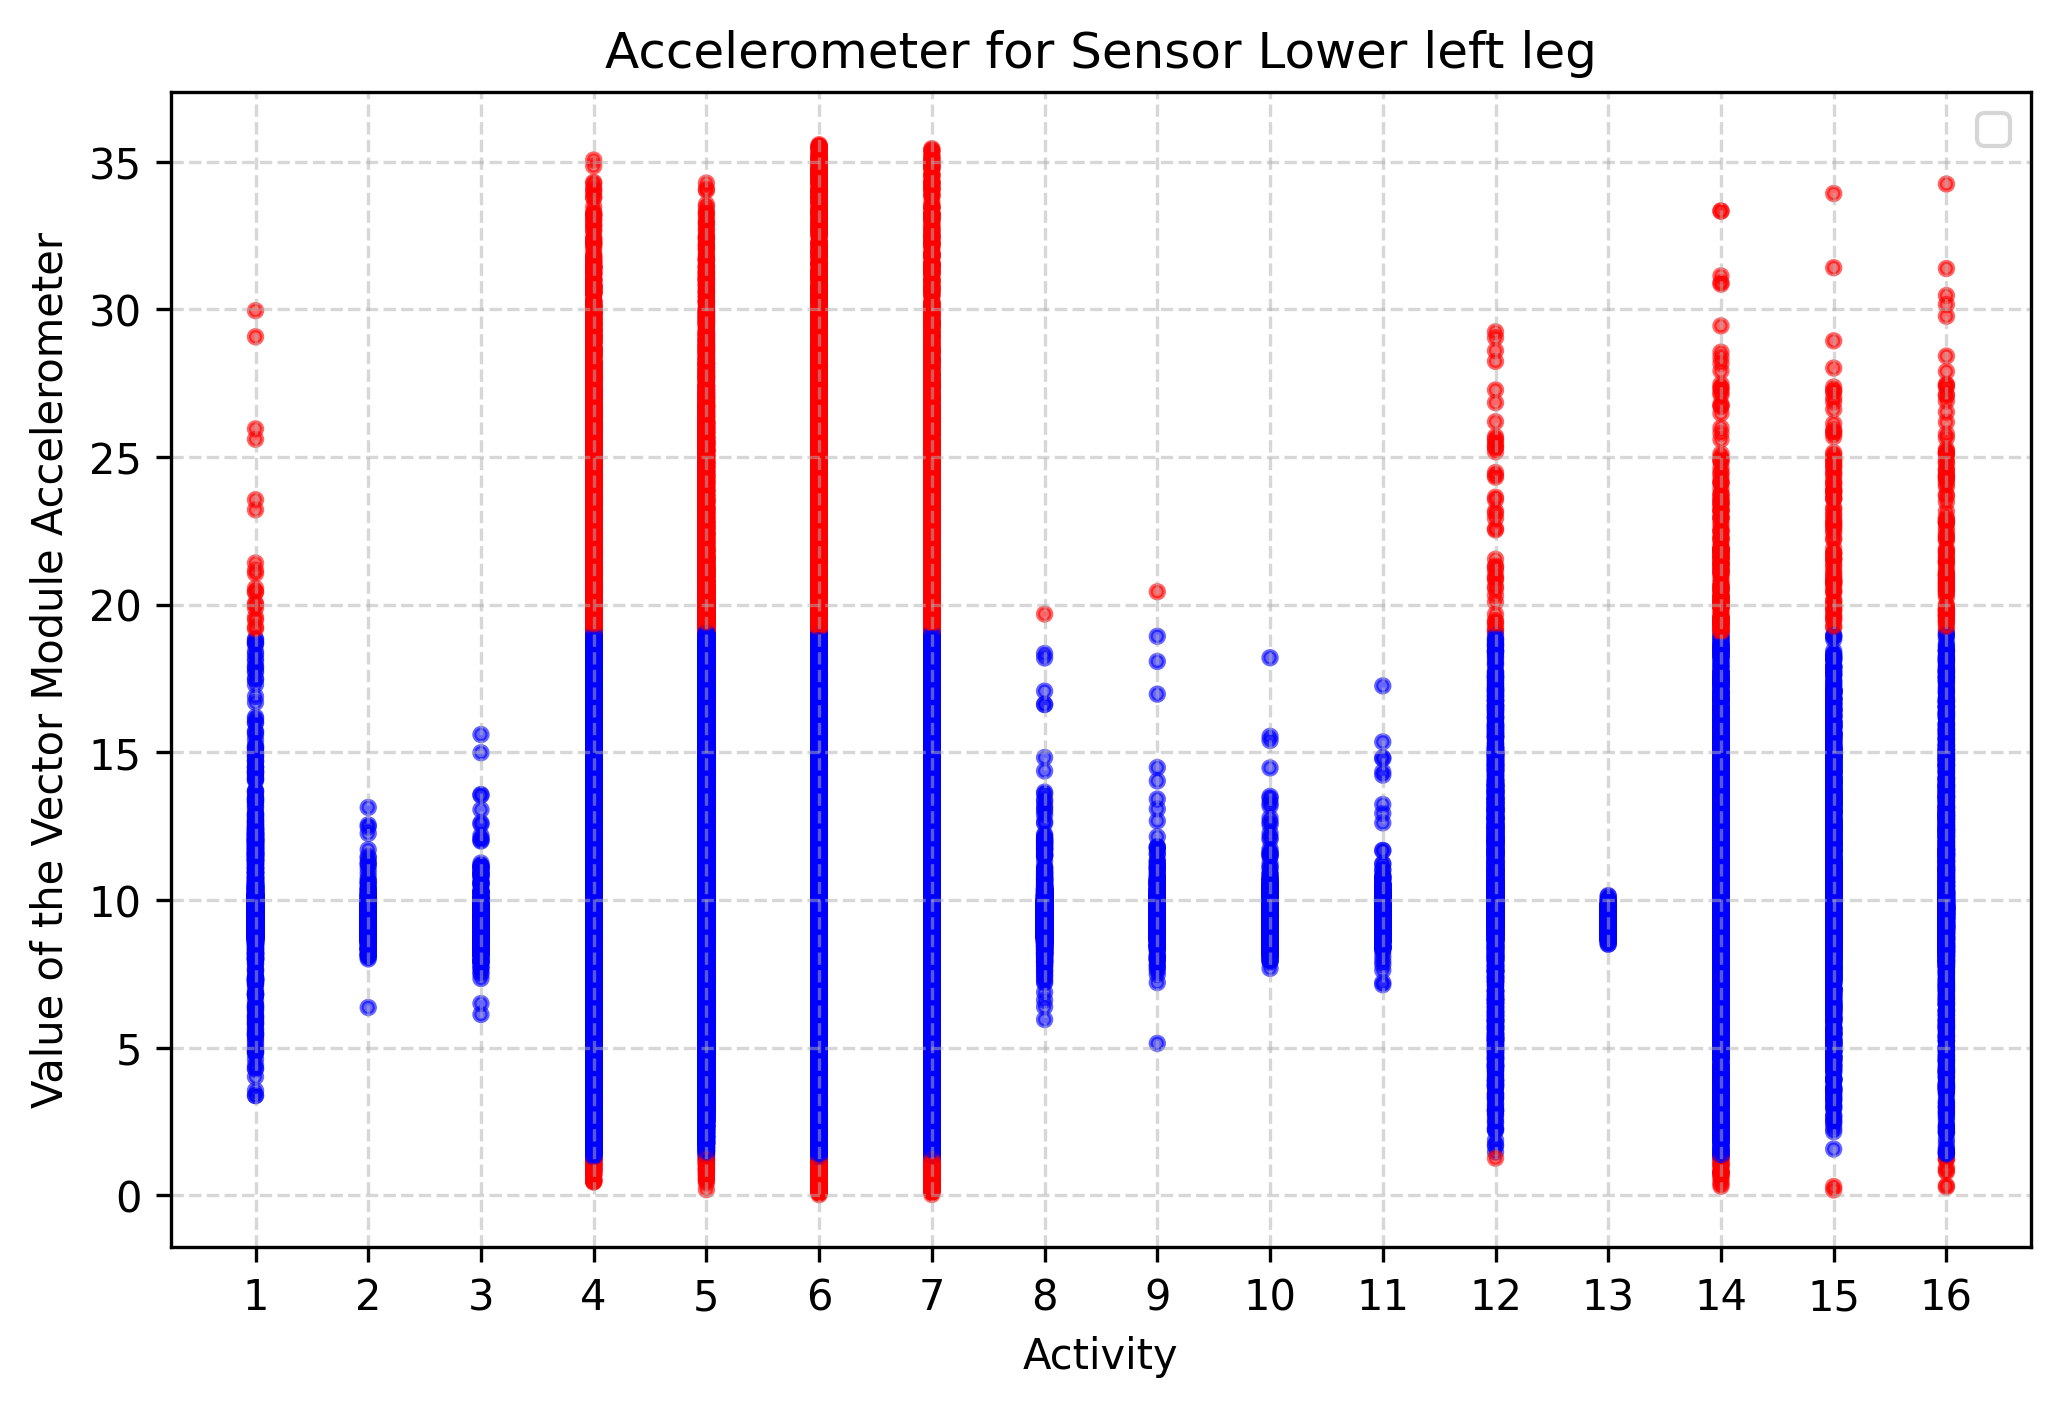 Accelerometer for Sensor Lower left leg
Value of the Vector Module Accelerometer
35
30
25
20
15
10
5
0
1 2 3 4 5 6 7 8 9 10 11 12 13 14 15 16
Activity